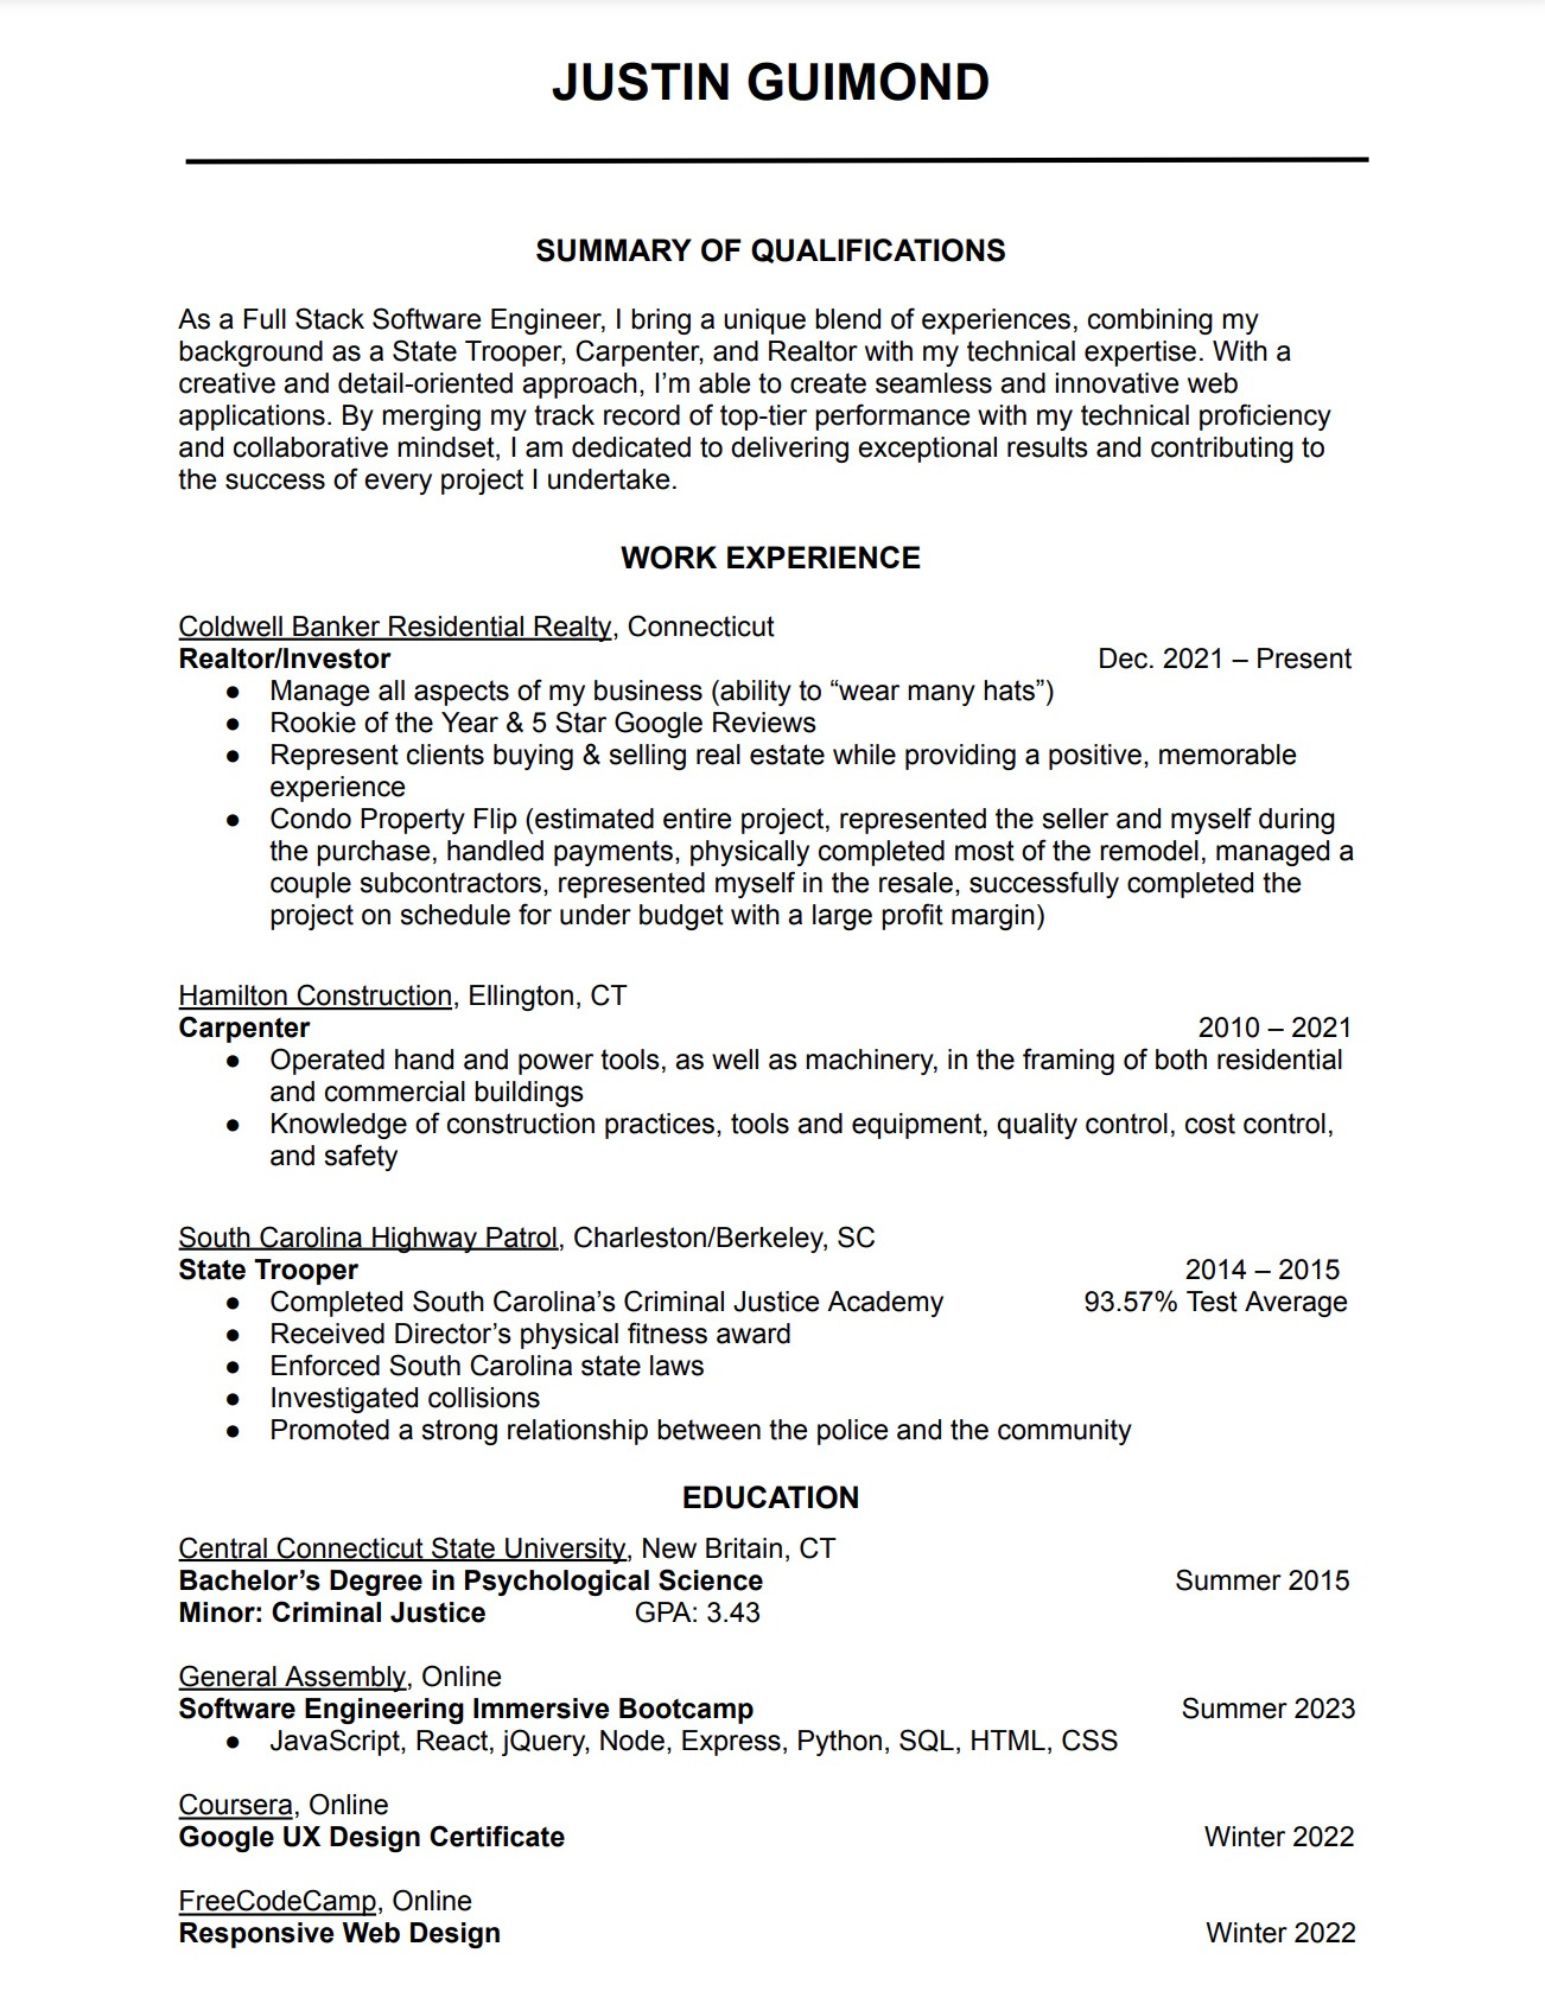 JUSTIN GUIMOND
SUMMARY OF QUALIFICATIONS
As a Full Stack Software Engineer, I bring a unique blend of experiences, combining my
background as a State Trooper, Carpenter, and Realtor with my technical expertise. With a
creative and detail-oriented approach, I’m able to create seamless and innovative web
applications. By merging my track record of top-tier performance with my technical proficiency
and collaborative mindset, I am dedicated to delivering exceptional results and contributing to
the success of every project I undertake.
WORK EXPERIENCE
Coldwell Banker Residential Realty, Connecticut
Realtor/Investor Dec. 2021 – Present
● Manage all aspects of my business (ability to “wear many hats”)
● Rookie of the Year & 5 Star Google Reviews
● Represent clients buying & selling real estate while providing a positive, memorable
experience
● Condo Property Flip (estimated entire project, represented the seller and myself during
the purchase, handled payments, physically completed most of the remodel, managed a
couple subcontractors, represented myself in the resale, successfully completed the
project on schedule for under budget with a large profit margin)
Hamilton Construction, Ellington, CT
Carpenter 2010 – 2021
● Operated hand and power tools, as well as machinery, in the framing of both residential
and commercial buildings
● Knowledge of construction practices, tools and equipment, quality control, cost control,
and safety
South Carolina Highway Patrol, Charleston/Berkeley, SC
State Trooper 2014 – 2015
● Completed South Carolina’s Criminal Justice Academy 93.57% Test Average
● Received Director’s physical fitness award
● Enforced South Carolina state laws
● Investigated collisions
● Promoted a strong relationship between the police and the community
EDUCATION
Central Connecticut State University, New Britain, CT
Bachelor’s Degree in Psychological Science Summer 2015
Minor: Criminal Justice GPA: 3.43
General Assembly, Online
Software Engineering Immersive Bootcamp Summer 2023
● JavaScript, React, jQuery, Node, Express, Python, SQL, HTML, CSS
Coursera, Online
Google UX Design Certificate Winter 2022
FreeCodeCamp, Online
Responsive Web Design Winter 2022